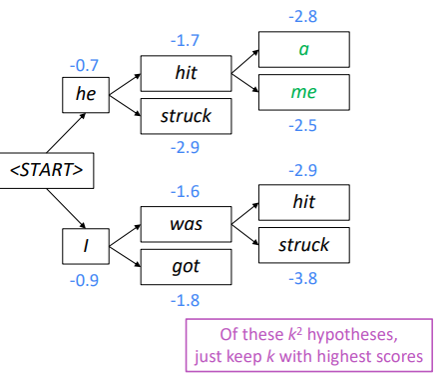 -2.8
-1.7
a
-0.7
hit
he
me
struck
-2.5
-2.9
<START>
-2.9
-1.6
hit
was
I
struck
got
-0.9
-3.8
-1.8
Of these k² hypotheses,
just keep k with highest scores